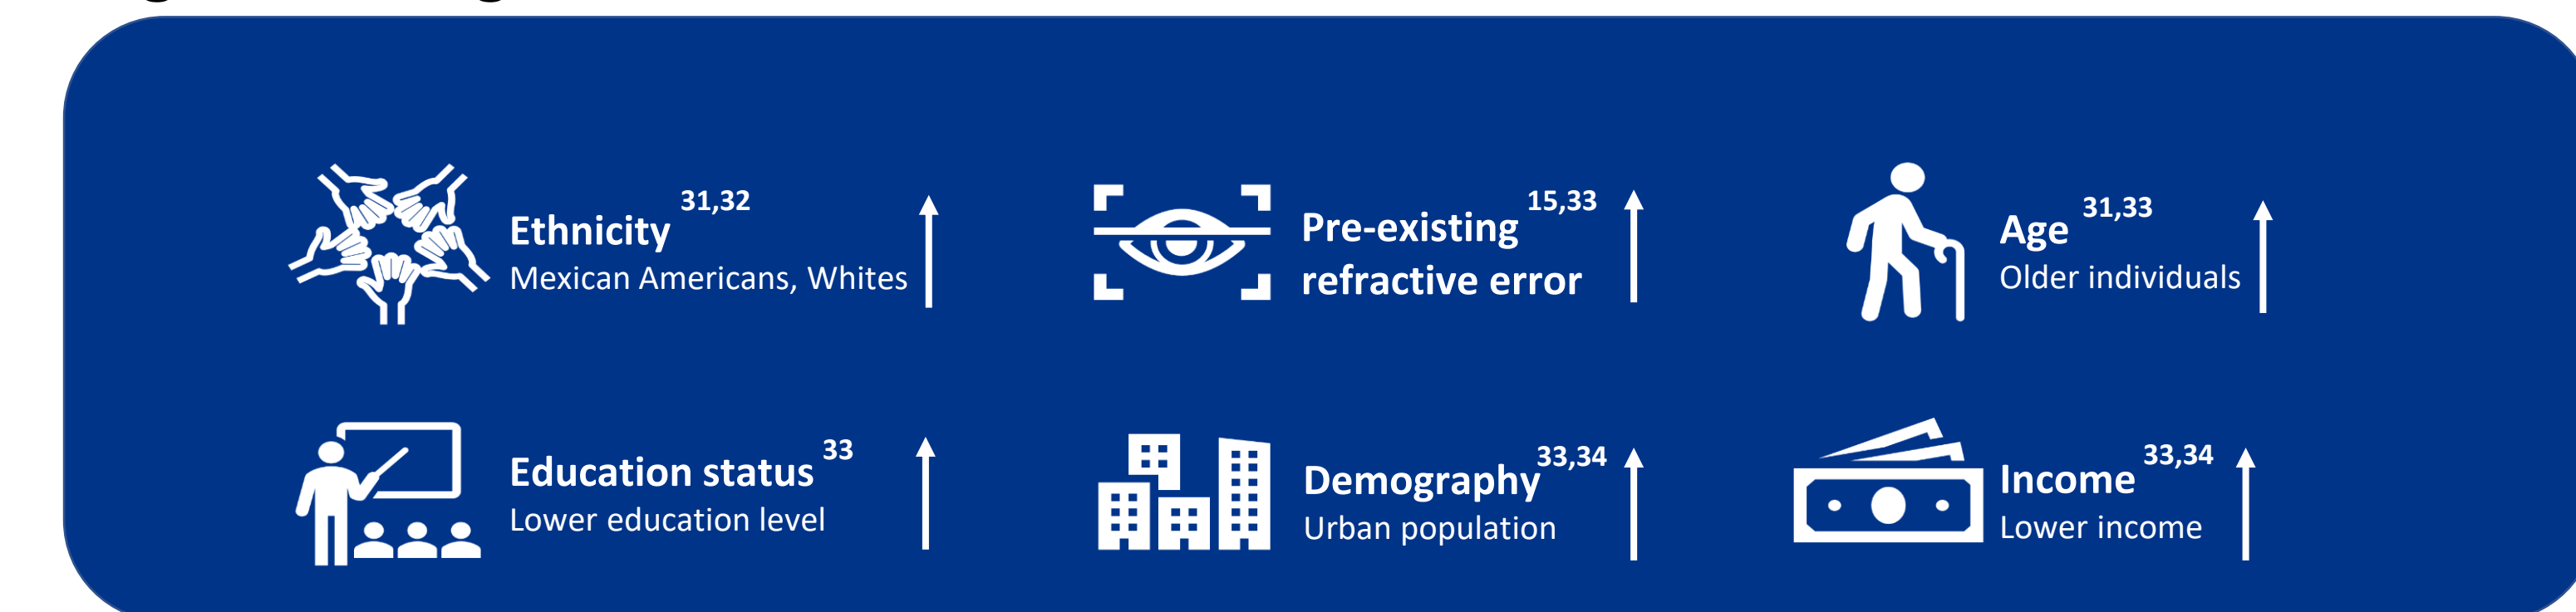 Ethnicity 31,32
Mexican Americans, Whites
Pre-existing 15,33
refractive error
Age 31,33
Older individuals
Education status 33
Lower education level
Demography 33,34
Urban population
Income 33,34
Lower income